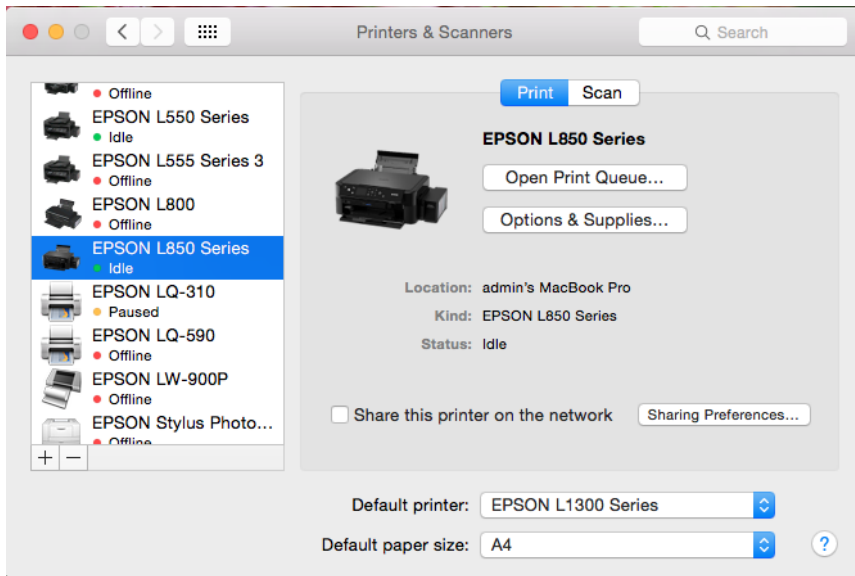 Printers & Scanners
Search
Offline
EPSON L550 Series
Idle
EPSON L555 Series 3
Offline
EPSON L800
Offline
EPSON L850 Series
Idle
EPSON LQ-310
Paused
EPSON LQ-590
Offline
EPSON LW-900P
Offline
EPSON Stylus Photo...
Offline
+ −
Print Scan
EPSON L850 Series
Open Print Queue...
Options & Supplies...
Location: admin's MacBook Pro
Kind: EPSON L850 Series
Status: Idle
Share this printer on the network Sharing Preferences...
Default printer: EPSON L1300 Series
Default paper size: A4 ?